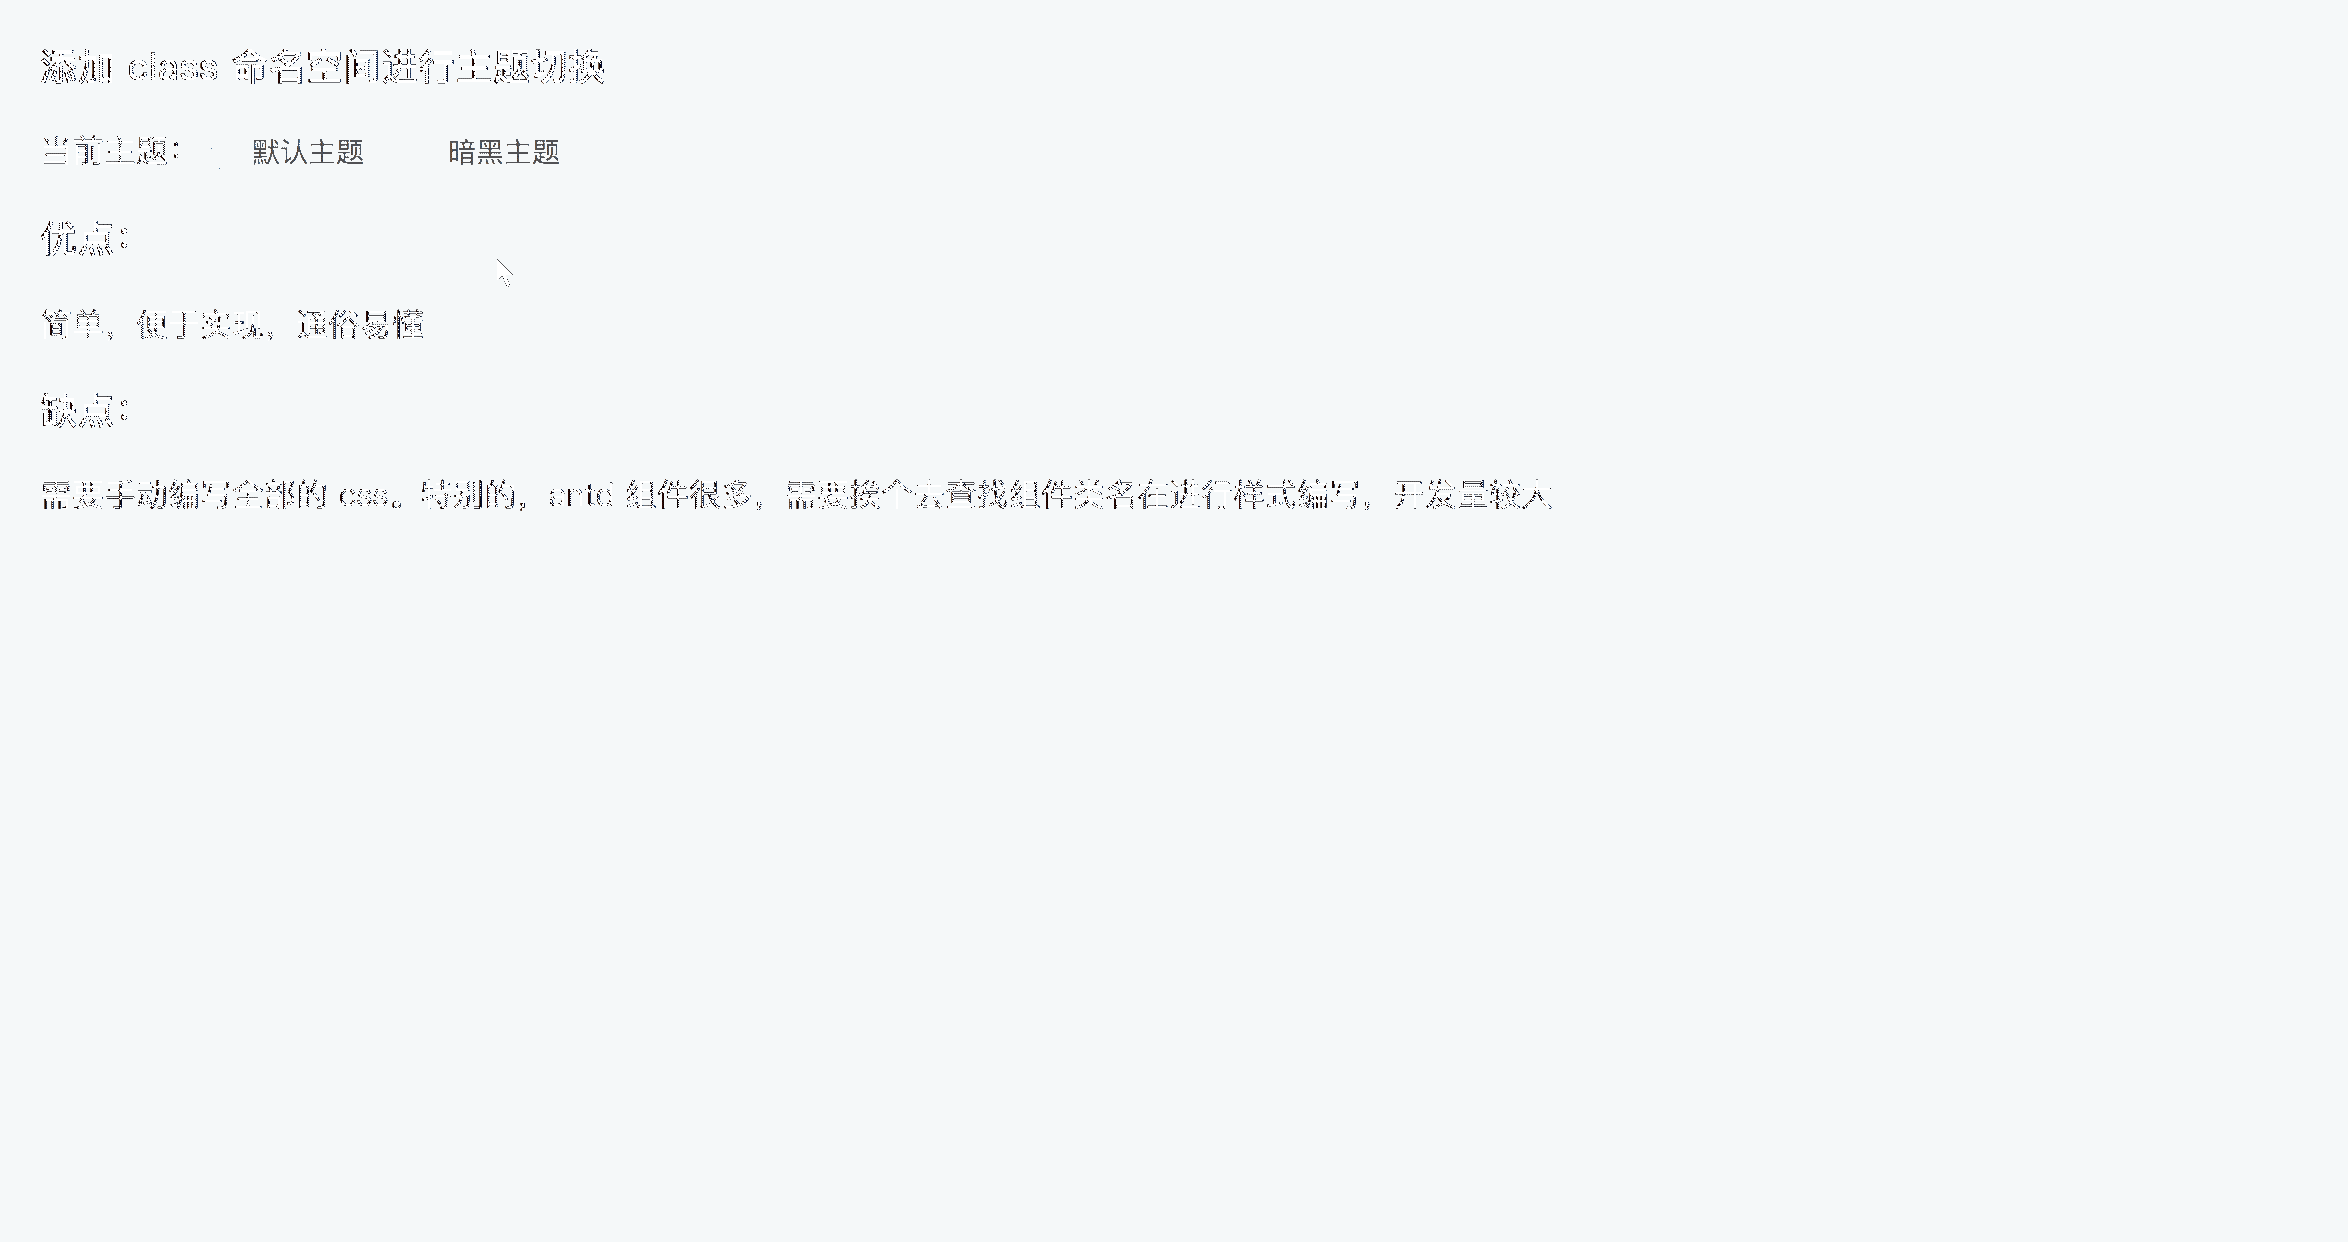 添加 class 命名空间进行主题切换
当前主题： 默认主题 暗黑主题
优点：
简单，便于实现，通俗易懂
缺点：
需要手动编写全部的 css。特别的，antd 组件很多，需要挨个去查找组件类名在进行样式编写，开发量较大